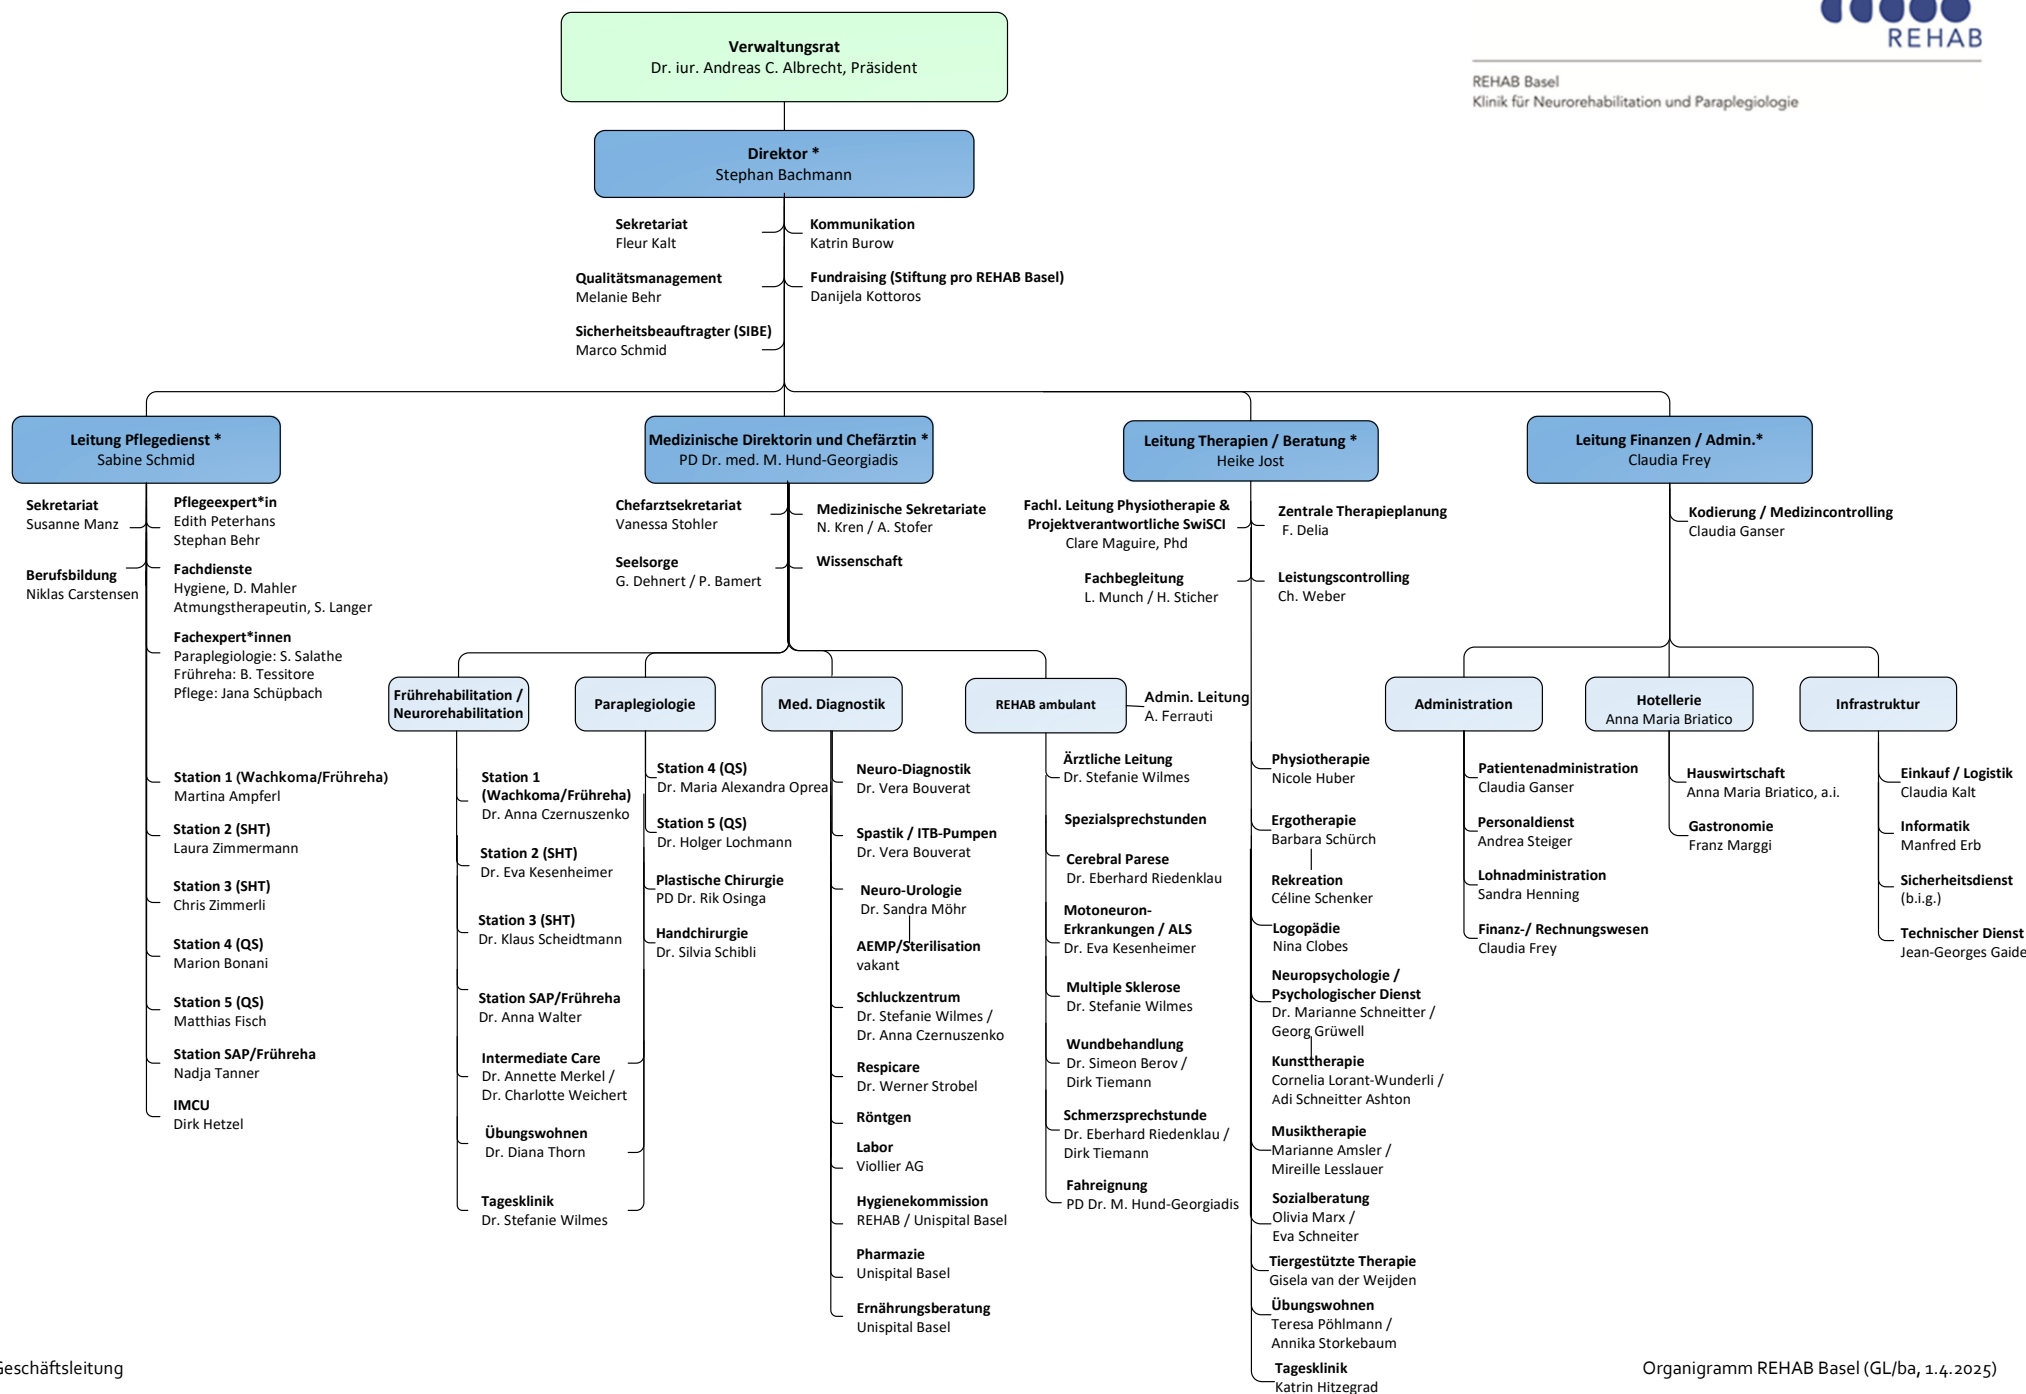 REHAB
REHAB Basel
Klinik für Neurorehabilitation und Paraplegiologie
Verwaltungsrat
Dr. iur. Andreas C. Albrecht, Präsident
Direktor *
Stephan Bachmann
Sekretariat
Fleur Kalt
Kommunikation
Katrin Burow
Qualitätsmanagement
Melanie Behr
Fundraising (Stiftung pro REHAB Basel)
Danijela Kottoros
Sicherheitsbeauftragter (SIBE)
Marco Schmid
Leitung Pflegedienst *
Sabine Schmid
Sekretariat
Susanne Manz
Pflegeexpert*in
Edith Peterhans
Stephan Behr
Berufsbildung
Niklas Carstensen
Fachdienste
Hygiene, D. Mahler
Atmungstherapeutin, S. Langer
Fachexpert*innen
Paraplegiologie: S. Salathe
Frühreha: B. Tessitore
Pflege: Jana Schüpbach
Station 1 (Wachkoma/Frühreha)
Martina Ampferl
Station 2 (SHT)
Laura Zimmermann
Station 3 (SHT)
Chris Zimmerli
Station 4 (QS)
Marion Bonani
Station 5 (QS)
Matthias Fisch
Station SAP/Frühreha
Nadja Tanner
IMCU
Dirk Hetzel
Medizinische Direktorin und Chefärztin *
PD Dr. med. M. Hund-Georgiadis
Chefarztsekretariat
Vanessa Stohler
Medizinische Sekretariate
N. Kren / A. Stofer
Seelsorge
G. Dehnert / P. Bamert
Wissenschaft
Frührehabilitation /
Neurorehabilitation
Station 1
(Wachkoma/Frühreha)
Dr. Anna Czernuszenko
Station 2 (SHT)
Dr. Eva Kesenheimer
Station 3 (SHT)
Dr. Klaus Scheidtmann
Station SAP/Frühreha
Dr. Anna Walter
Intermediate Care
Dr. Annette Merkel /
Dr. Charlotte Weichert
Übungswohnen
Dr. Diana Thorn
Tagesklinik
Dr. Stefanie Wilmes
Paraplegiologie
Station 4 (QS)
Dr. Maria Alexandra Oprea
Station 5 (QS)
Dr. Holger Lochmann
Plastische Chirurgie
PD Dr. Rik Osinga
Handchirurgie
Dr. Silvia Schibli
Med. Diagnostik
Neuro-Diagnostik
Dr. Vera Bouverat
Spastik / ITB-Pumpen
Dr. Vera Bouverat
Neuro-Urologie
Dr. Sandra Möhr
AEMP/Sterilisation
vakant
Schluckzentrum
Dr. Stefanie Wilmes /
Dr. Anna Czernuszenko
Respicare
Dr. Werner Strobel
Röntgen
Labor
Viollier AG
Hygienekommission
REHAB / Unispital Basel
Pharmazie
Unispital Basel
Ernährungsberatung
Unispital Basel
REHAB ambulant
Admin. Leitung
A. Ferrauti
Ärztliche Leitung
Dr. Stefanie Wilmes
Spezialsprechstunden
Cerebral Parese
Dr. Eberhard Riedenklau
Motoneuron-
Erkrankungen / ALS
Dr. Eva Kesenheimer
Multiple Sklerose
Dr. Stefanie Wilmes
Wundbehandlung
Dr. Simeon Berov /
Dirk Tiemann
Schmerzsprechstunde
Dr. Eberhard Riedenklau /
Dirk Tiemann
Fahreignung
PD Dr. M. Hund-Georgiadis
Leitung Therapien / Beratung *
Heike Jost
Fachl. Leitung Physiotherapie &
Projektverantwortliche SwiSCI
Clare Maguire, Phd
Zentrale Therapieplanung
F. Delia
Fachbegleitung
L. Munch / H. Sticher
Leistungscontrolling
Ch. Weber
Physiotherapie
Nicole Huber
Ergotherapie
Barbara Schürch
Rekreation
Céline Schenker
Logopädie
Nina Clobes
Neuropsychologie /
Psychologischer Dienst
Dr. Marianne Schneitter /
Georg Grüwell
Kunsttherapie
Cornelia Lorant-Wunderli /
Adi Schneitter Ashton
Musiktherapie
Marianne Amsler /
Mireille Lesslauer
Sozialberatung
Olivia Marx /
Eva Schneiter
Tiergestützte Therapie
Gisela van der Weijden
Übungswohnen
Teresa Pöhlmann /
Annika Storkebaum
Tagesklinik
Katrin Hitzegrad
Leitung Finanzen / Admin.*
Claudia Frey
Kodierung / Medizincontrolling
Claudia Ganser
Administration
Patientenadministration
Claudia Ganser
Personaldienst
Andrea Steiger
Lohnadministration
Sandra Henning
Finanz-/ Rechnungswesen
Claudia Frey
Hotellerie
Anna Maria Briatico
Hauswirtschaft
Anna Maria Briatico, a.i.
Gastronomie
Franz Marggi
Infrastruktur
Einkauf / Logistik
Claudia Kalt
Informatik
Manfred Erb
Sicherheitsdienst
(b.i.g.)
Technischer Dienst
Jean-Georges Gaide
Geschäftsleitung
Organigramm REHAB Basel (GL/ba, 1.4.2025)